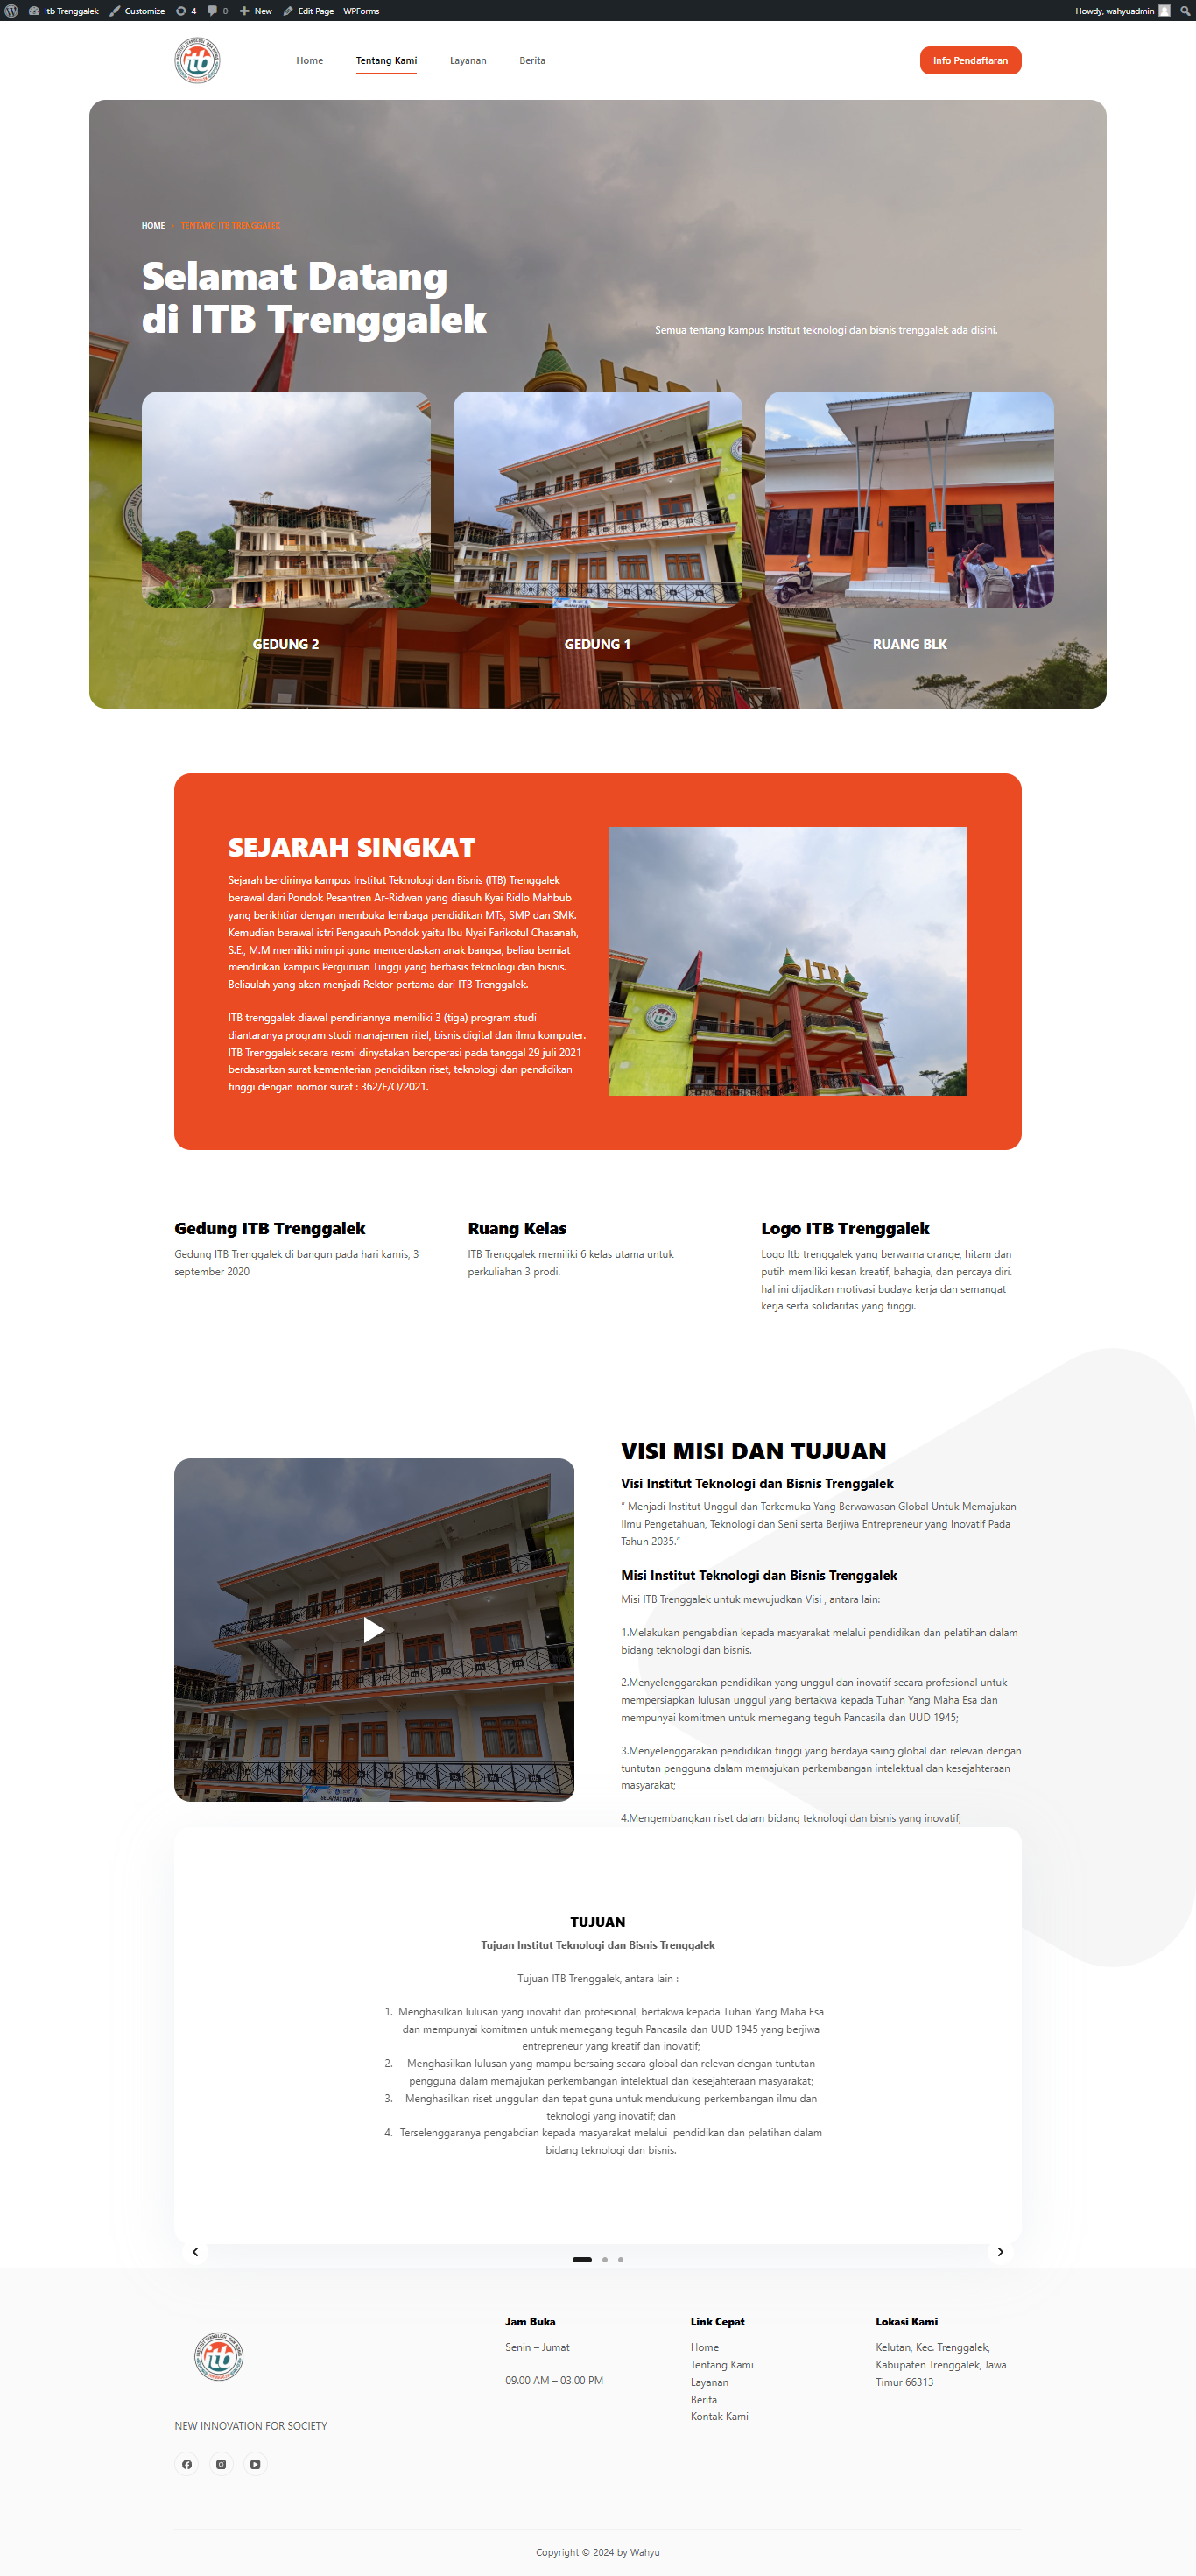 Itb Trenggalek Customize 4 0 New Edit Page WPForms Howdy, wahyuadmin
itb
Home Tentang Kami Layanan Berita Info Pendaftaran
HOME > TENTANG ITB TRENGGALEK
Selamat Datang
di ITB Trenggalek
Semua tentang kampus Institut teknologi dan bisnis trenggalek ada disini.
GEDUNG 2 GEDUNG 1 RUANG BLK
SEJARAH SINGKAT
Sejarah berdirinya kampus Institut Teknologi dan Bisnis (ITB) Trenggalek
berawal dari Pondok Pesantren Ar-Ridwan yang diasuh Kyai Ridlo Mahbub
yang berikhtiar dengan membuka lembaga pendidikan MTs, SMP dan SMK.
Kemudian berawal istri Pengasuh Pondok yaitu Ibu Nyai Farikotul Chasanah,
S.E., M.M memiliki mimpi guna mencerdaskan anak bangsa, beliau berniat
mendirikan kampus Perguruan Tinggi yang berbasis teknologi dan bisnis.
Beliaulah yang akan menjadi Rektor pertama dari ITB Trenggalek.
ITB trenggalek diawal pendiriannya memiliki 3 (tiga) program studi
diantaranya program studi manajemen ritel, bisnis digital dan ilmu komputer.
ITB Trenggalek secara resmi dinyatakan beroperasi pada tanggal 29 juli 2021
berdasarkan surat kementerian pendidikan riset, teknologi dan pendidikan
tinggi dengan nomor surat : 362/E/O/2021.
ITB
Gedung ITB Trenggalek
Gedung ITB Trenggalek di bangun pada hari kamis, 3
september 2020
Ruang Kelas
ITB Trenggalek memiliki 6 kelas utama untuk
perkuliahan 3 prodi.
Logo ITB Trenggalek
Logo Itb trenggalek yang berwarna orange, hitam dan
putih memiliki kesan kreatif, bahagia, dan percaya diri.
hal ini dijadikan motivasi budaya kerja dan semangat
kerja serta solidaritas yang tinggi.
VISI MISI DAN TUJUAN
Visi Institut Teknologi dan Bisnis Trenggalek
" Menjadi Institut Unggul dan Terkemuka Yang Berwawasan Global Untuk Memajukan
Ilmu Pengetahuan, Teknologi dan Seni serta Berjiwa Entrepreneur yang Inovatif Pada
Tahun 2035."
Misi Institut Teknologi dan Bisnis Trenggalek
Misi ITB Trenggalek untuk mewujudkan Visi , antara lain:
1.Melakukan pengabdian kepada masyarakat melalui pendidikan dan pelatihan dalam
bidang teknologi dan bisnis.
2.Menyelenggarakan pendidikan yang unggul dan inovatif secara profesional untuk
mempersiapkan lulusan unggul yang bertakwa kepada Tuhan Yang Maha Esa dan
mempunyai komitmen untuk memegang teguh Pancasila dan UUD 1945;
3.Menyelenggarakan pendidikan tinggi yang berdaya saing global dan relevan dengan
tuntutan pengguna dalam memajukan perkembangan intelektual dan kesejahteraan
masyarakat;
4.Mengembangkan riset dalam bidang teknologi dan bisnis yang inovatif;
TUJUAN
Tujuan Institut Teknologi dan Bisnis Trenggalek
Tujuan ITB Trenggalek, antara lain :
1. Menghasilkan lulusan yang inovatif dan profesional, bertakwa kepada Tuhan Yang Maha Esa
dan mempunyai komitmen untuk memegang teguh Pancasila dan UUD 1945 yang berjiwa
entrepreneur yang kreatif dan inovatif;
2. Menghasilkan lulusan yang mampu bersaing secara global dan relevan dengan tuntutan
pengguna dalam memajukan perkembangan intelektual dan kesejahteraan masyarakat;
3. Menghasilkan riset unggulan dan tepat guna untuk mendukung perkembangan ilmu dan
teknologi yang inovatif; dan
4. Terselenggaranya pengabdian kepada masyarakat melalui pendidikan dan pelatihan dalam
bidang teknologi dan bisnis.
itb
NEW INNOVATION FOR SOCIETY
Jam Buka
Senin – Jumat
09.00 AM – 03.00 PM
Link Cepat
Home
Tentang Kami
Layanan
Berita
Kontak Kami
Lokasi Kami
Kelutan, Kec. Trenggalek,
Kabupaten Trenggalek, Jawa
Timur 66313
Copyright © 2024 by Wahyu